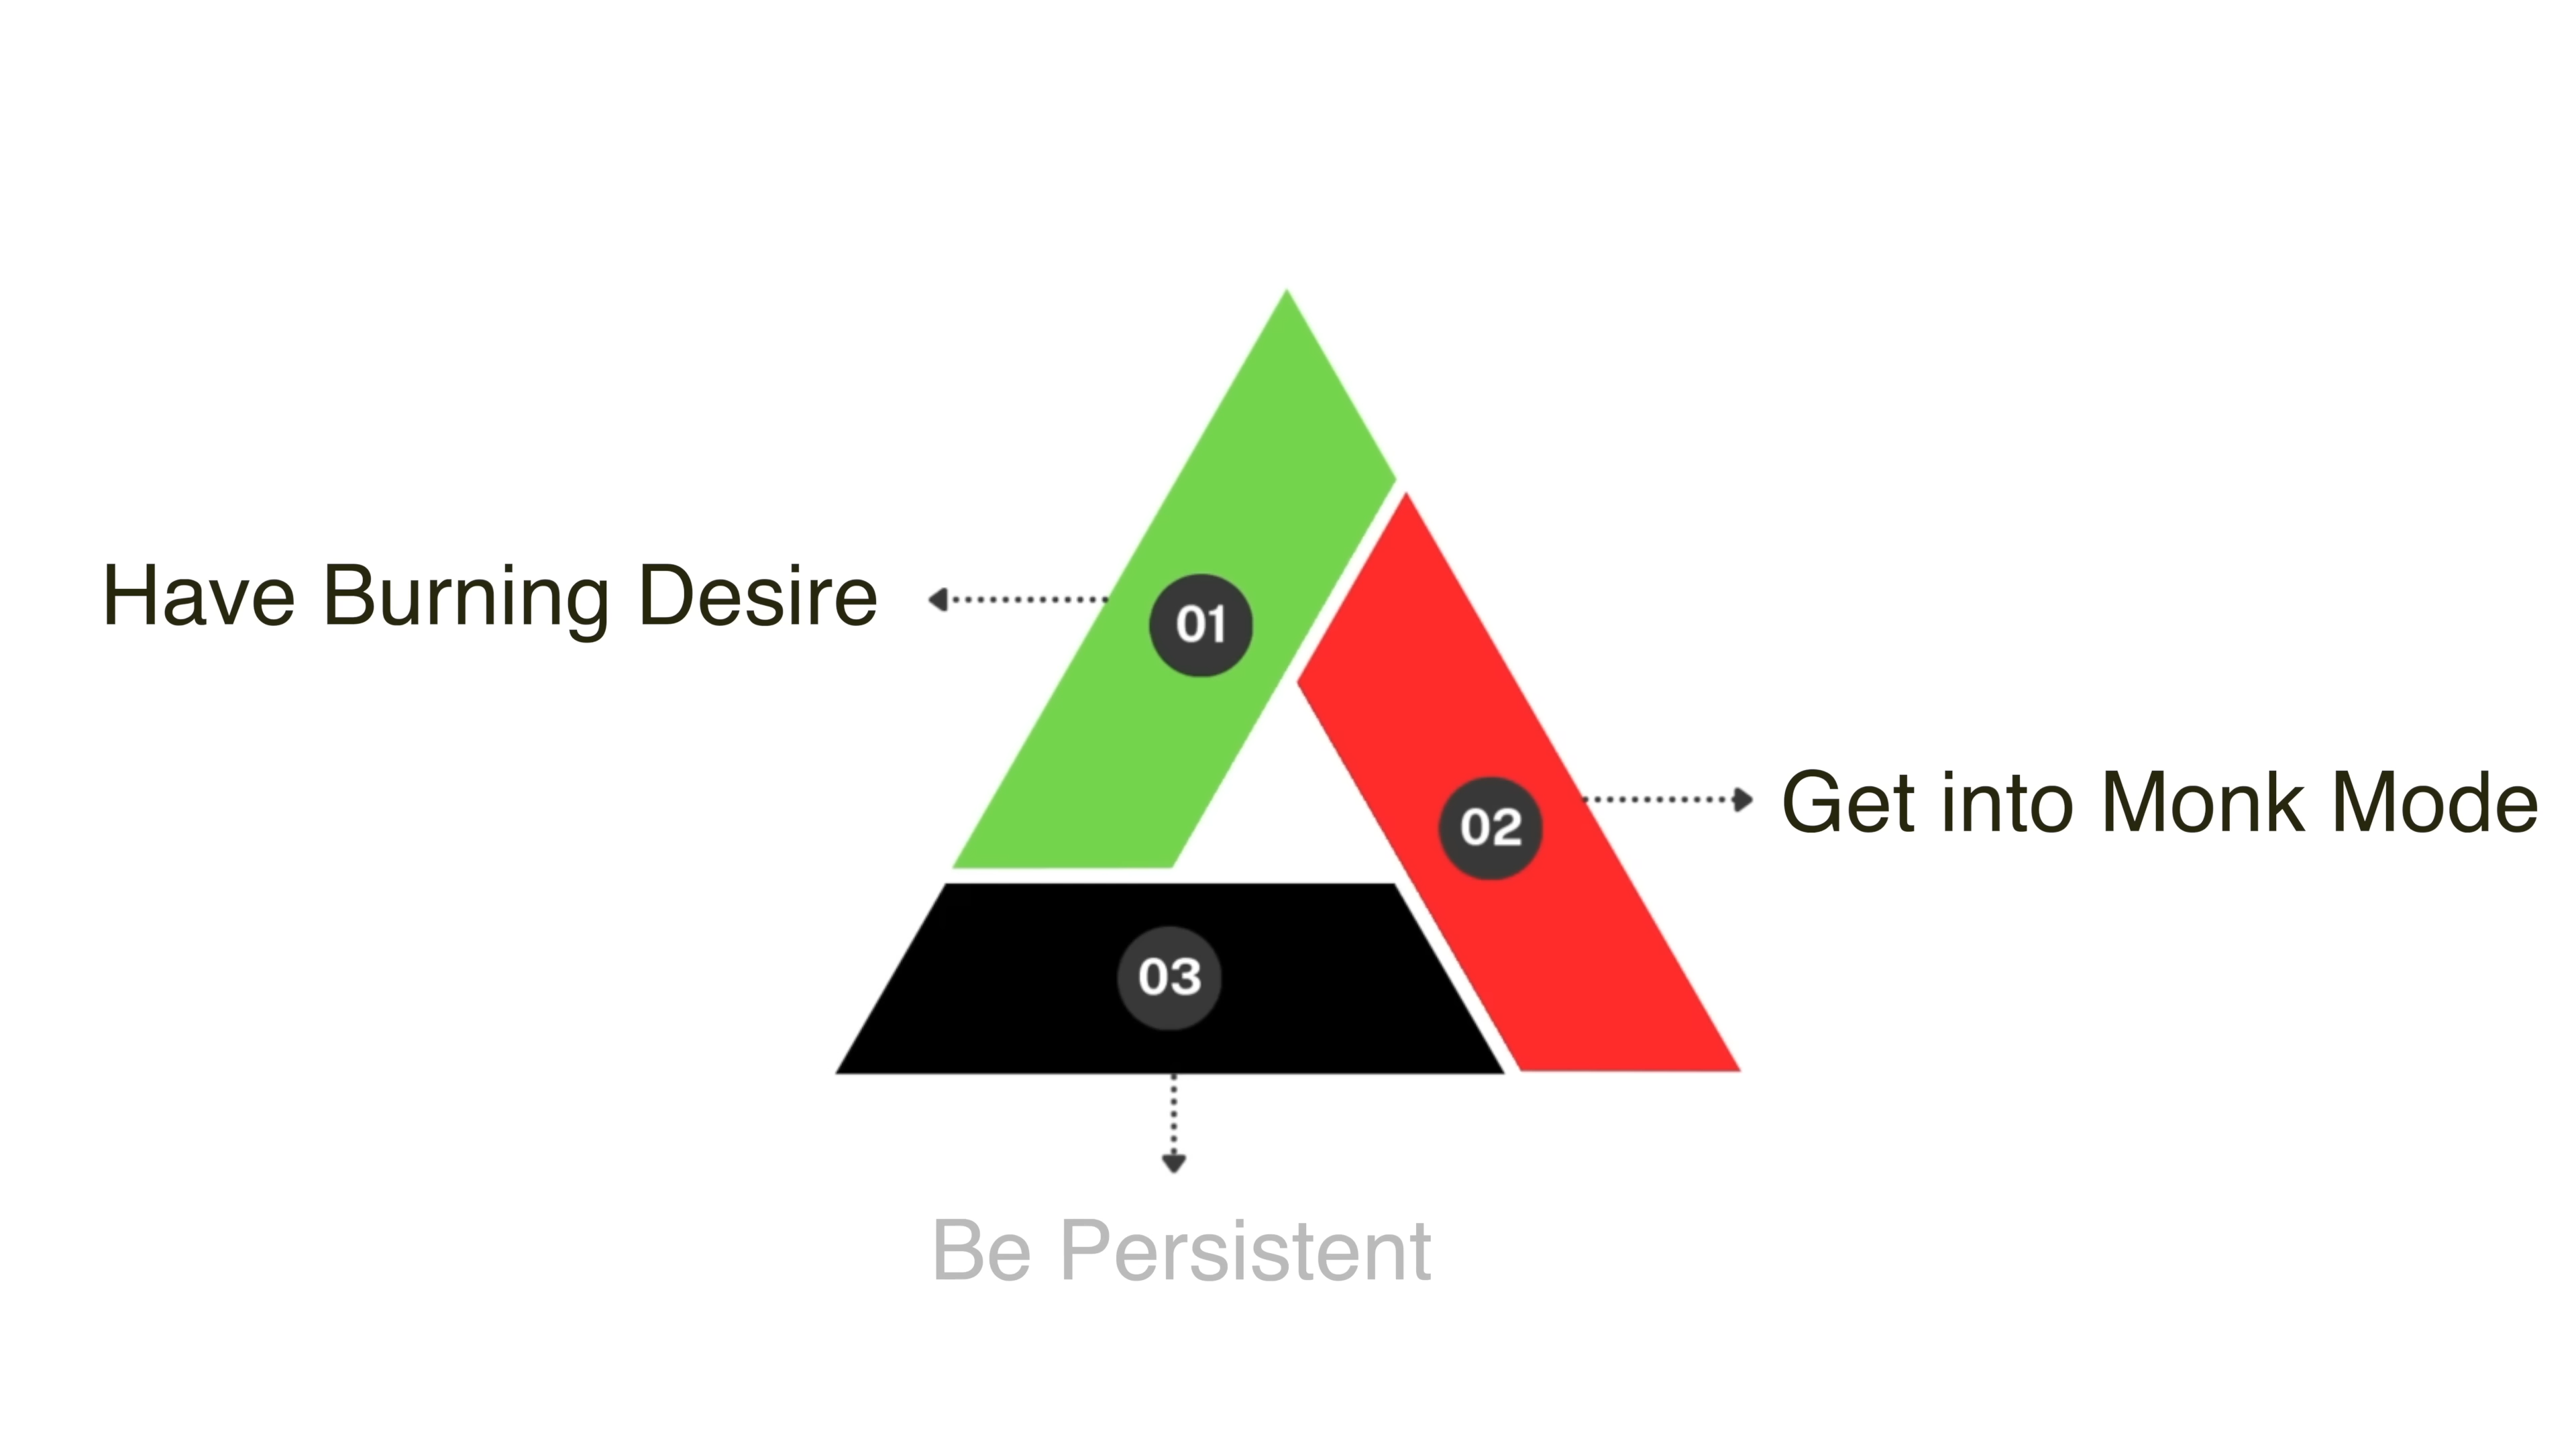 Have Burning Desire
01
02
Get into Monk Mode
03
Be Persistent